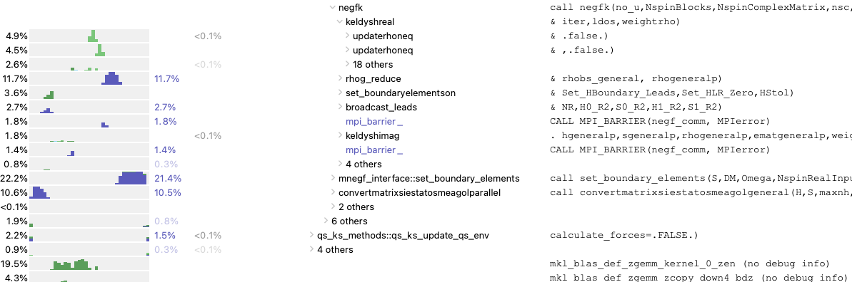 negfk call negfk(no_u,NspinBlocks,NspinComplexMatrix,nsc,
keldyshreal & iter,ldos,weightrho)
4.9% <0.1% updaterhoneq & .false.)
4.5% updaterhoneq & ,.false.)
2.6% <0.1% 18 others
11.7% 11.7% rhog_reduce & rhobs_general, rhogeneralp)
3.6% set_boundaryelementson & Set_HBoundary_Leads,Set_HLR_Zero,HStol)
2.7% 2.7% broadcast_leads & NR,H0_R2,S0_R2,H1_R2,S1_R2)
1.8% 1.8% mpi_barrier_ CALL MPI_BARRIER(negf_comm, MPIerror)
1.8% <0.1% keldyshimag . hgeneralp,sgeneralp,rhogeneralp,ematgeneralp,weig
1.4% 1.4% mpi_barrier_ CALL MPI_BARRIER(negf_comm, MPIerror)
0.8% 0.3% 4 others
22.2% 21.4% mnegf_interface::set_boundary_elements call set_boundary_elements(S,DM,Omega,NspinRealInpu
10.6% 10.5% convertmatrixsiestatosmeagolparallel call convertmatrixsiestatosmeagolgeneral(H,S,maxnh,
<0.1% 2 others
1.9% 0.8% 6 others
2.2% 1.5% <0.1% qs_ks_methods::qs_ks_update_qs_env calculate_forces=.FALSE.)
0.9% 0.3% <0.1% 4 others
19.5% mkl_blas_def_zgemm_kernel_0_zen (no debug info)
4.3% mkl_blas_def_zgemm_zcopy_down4_bdz (no debug info)